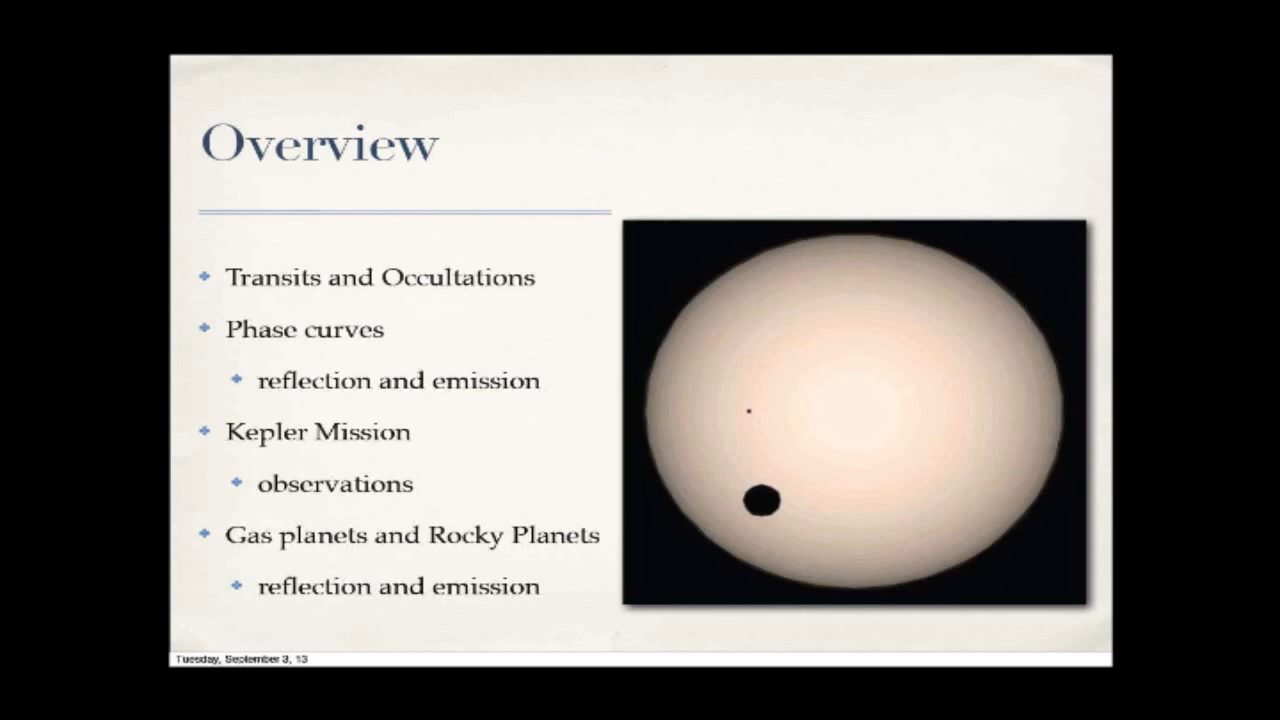 Overview
Transits and Occultations
Phase curves
reflection and emission
Kepler Mission
observations
Gas planets and Rocky Planets
reflection and emission
Tuesday, September 3, 13